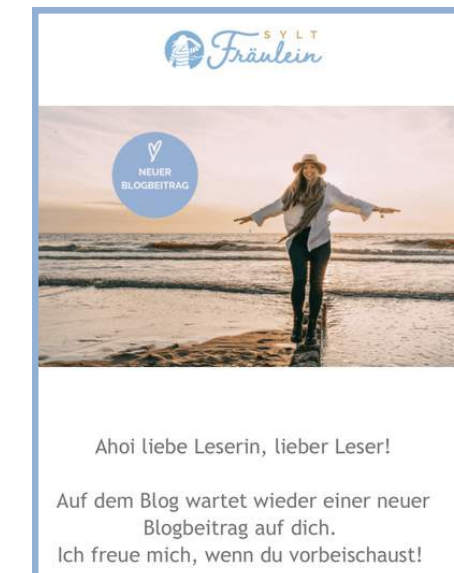 SYLT
Fräulein
NEUER
BLOGBEITRAG
Ahoi liebe Leserin, lieber Leser!
Auf dem Blog wartet wieder einer neuer
Blogbeitrag auf dich.
Ich freue mich, wenn du vorbeischaust!